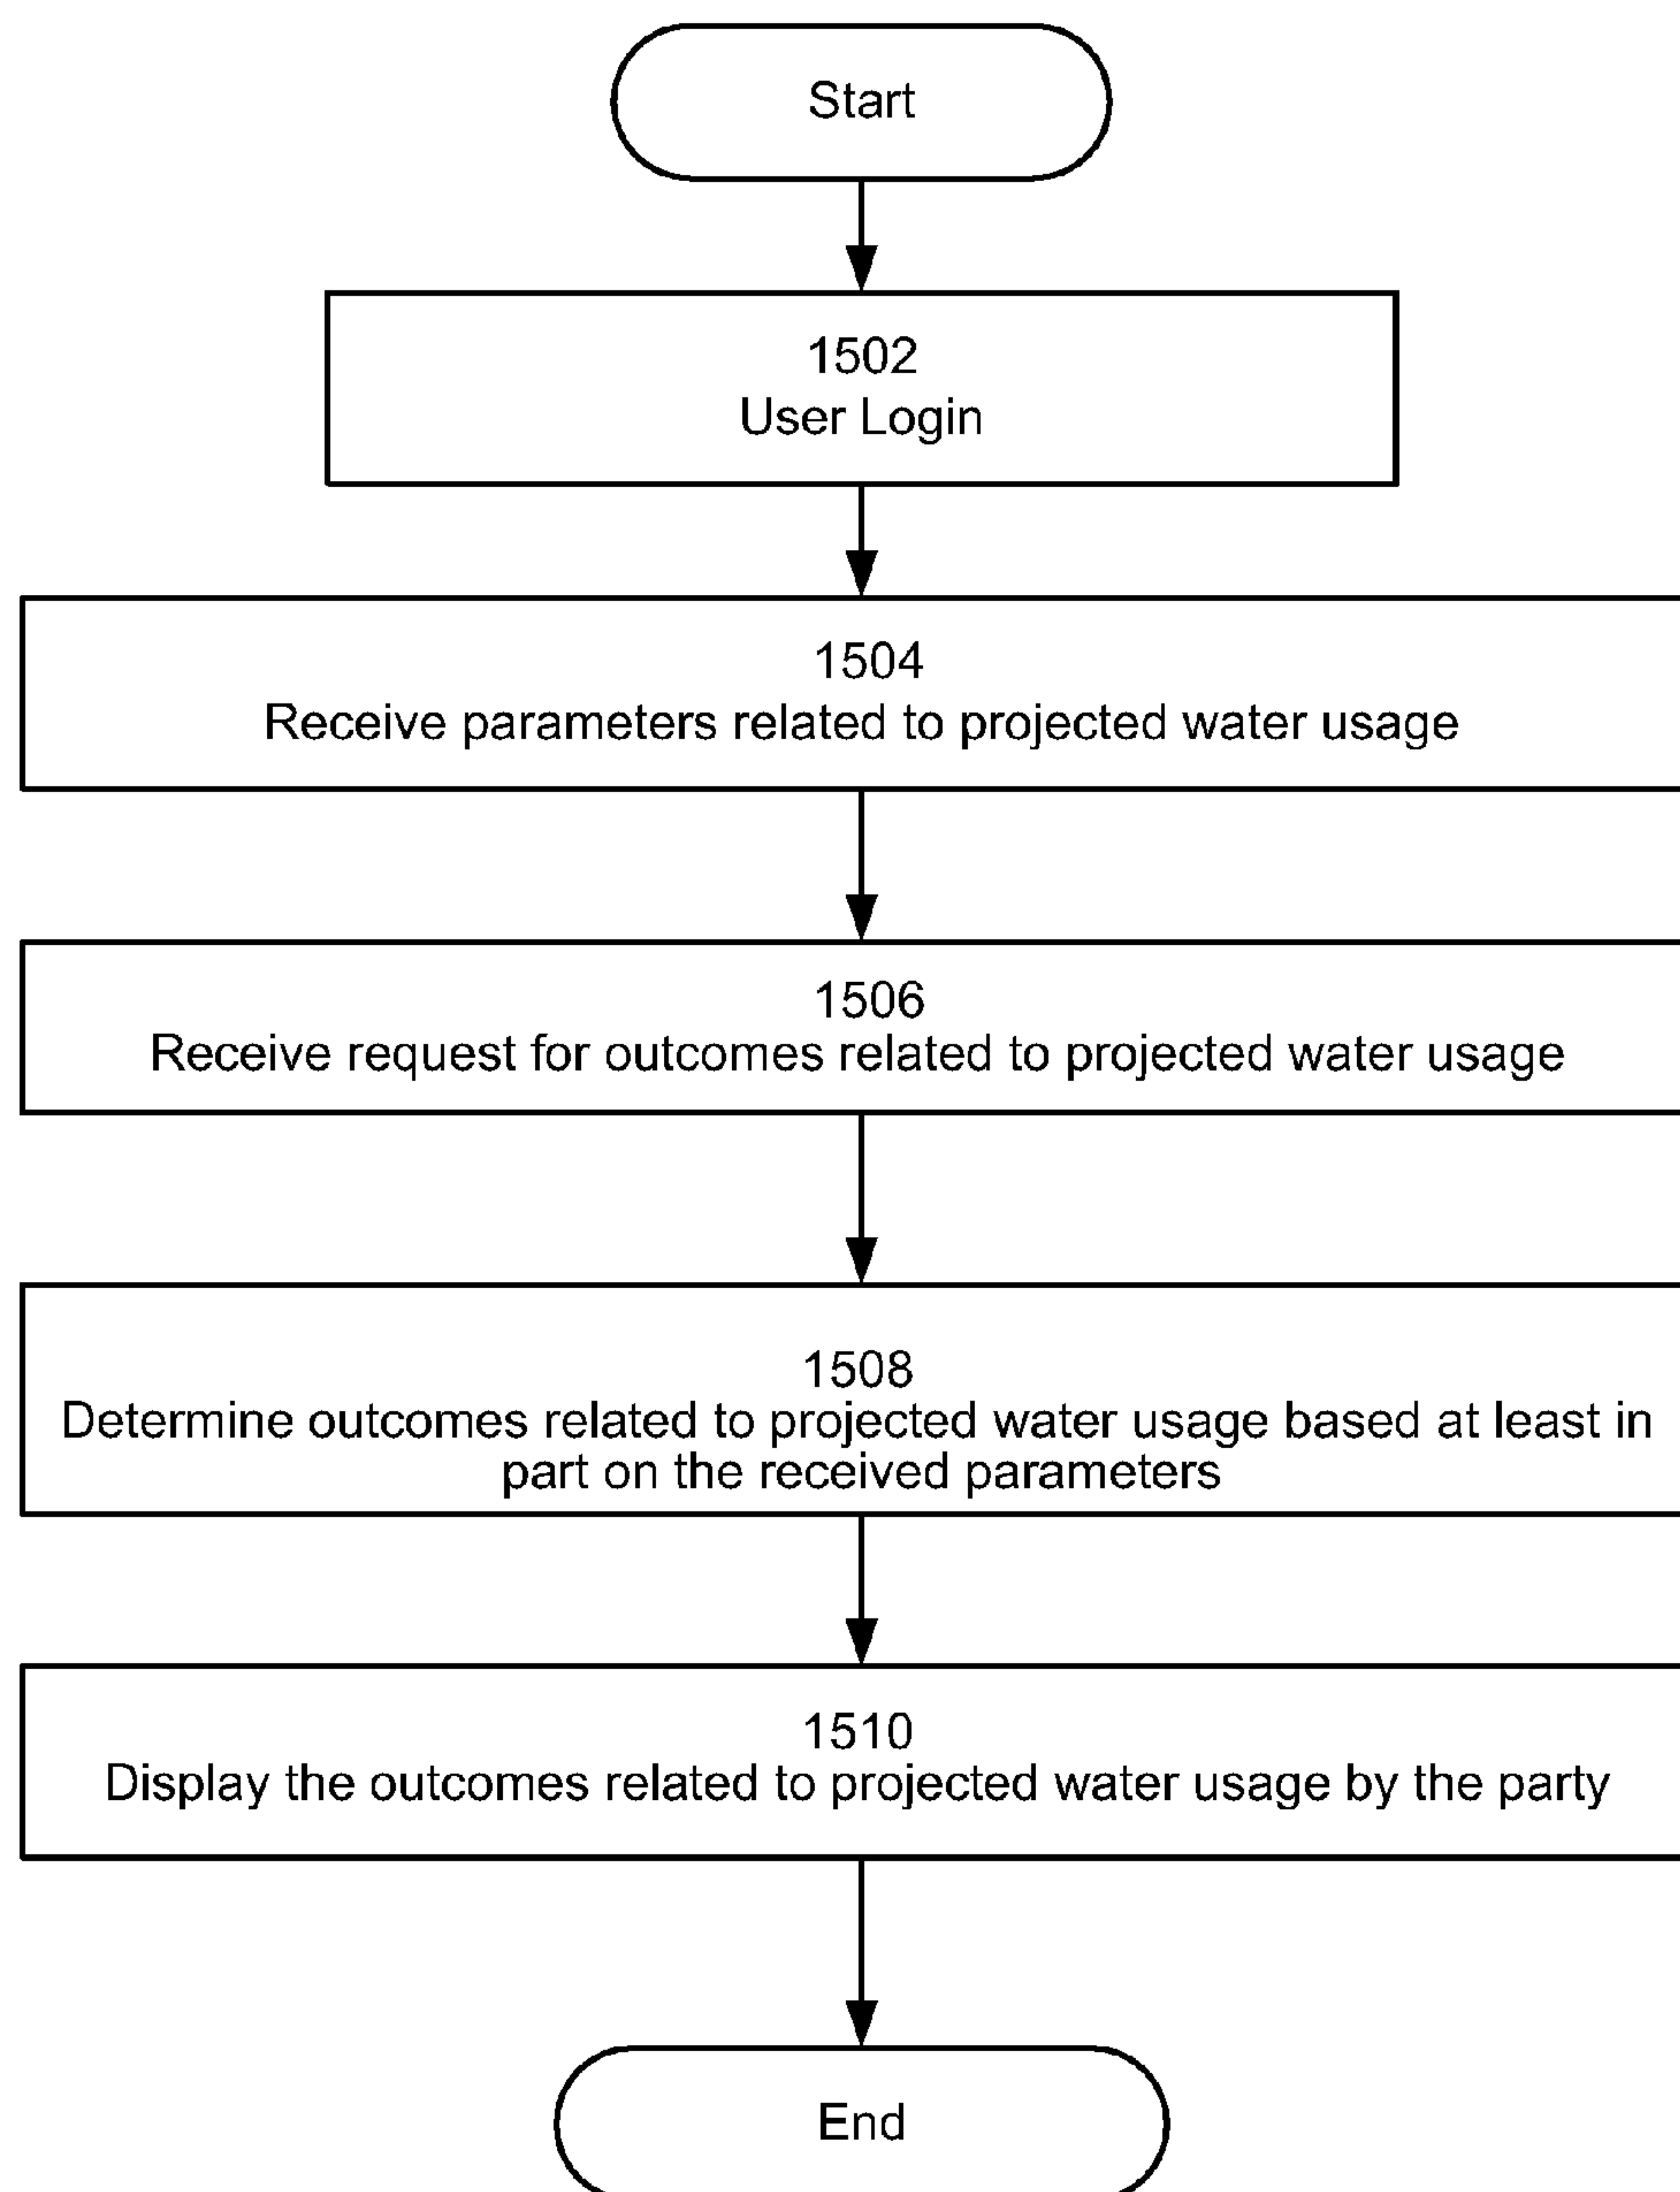 Start
1502
User Login
1504
Receive parameters related to projected water usage
1506
Receive request for outcomes related to projected water usage
1508
Determine outcomes related to projected water usage based at least in
part on the received parameters
1510
Display the outcomes related to projected water usage by the party
End